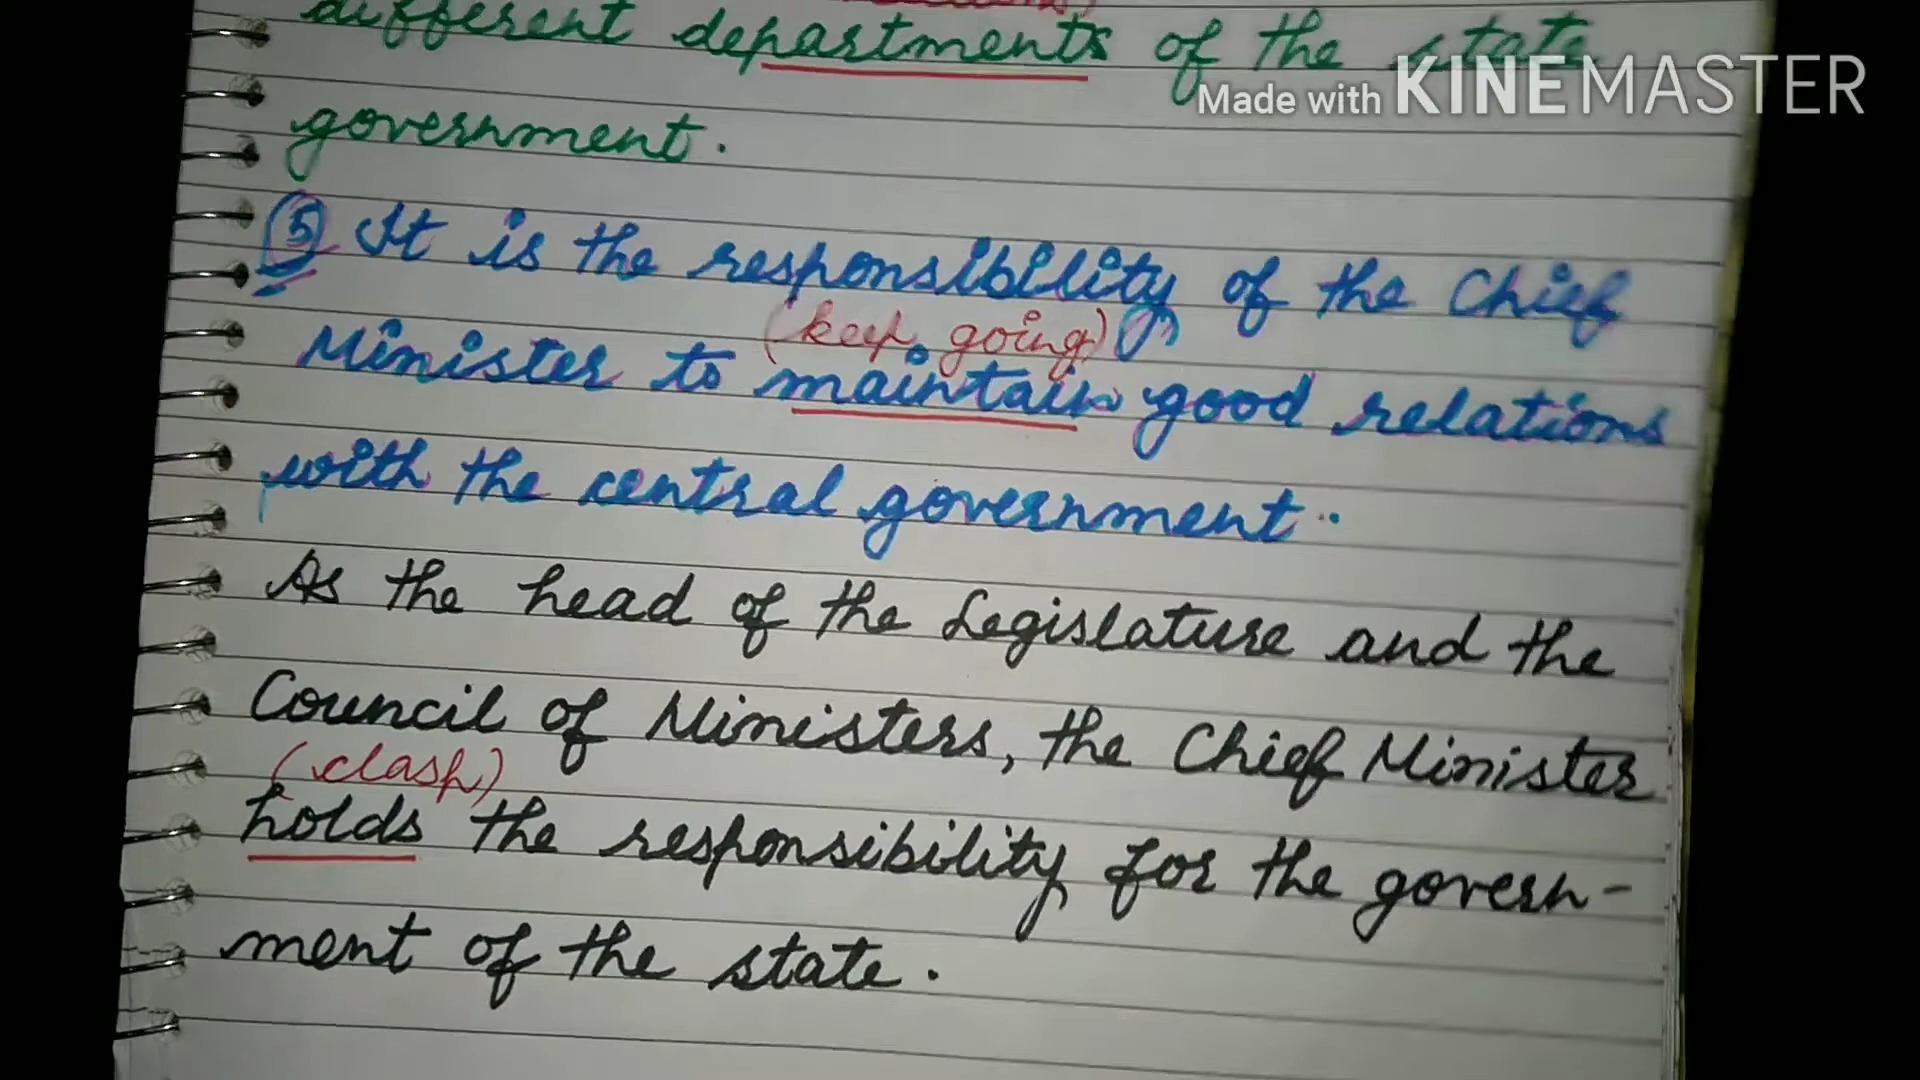 different departments of the state
Made with KINEMASTER
government.
5 It is the responsibility of the Chief
(keep going)
Minister to maintain good relations
with the central government.
As the head of the Legislature and the
Council of Ministers, the Chief Minister
(clasp)
holds the responsibility for the govern-
ment of the state.